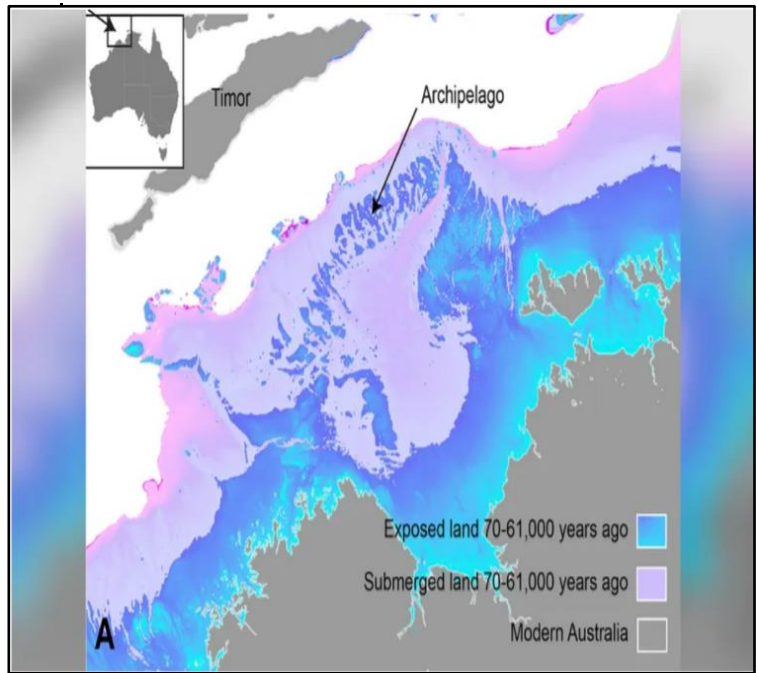 Timor
Archipelago
Exposed land 70-61,000 years ago
Submerged land 70-61,000 years ago
Modern Australia
A